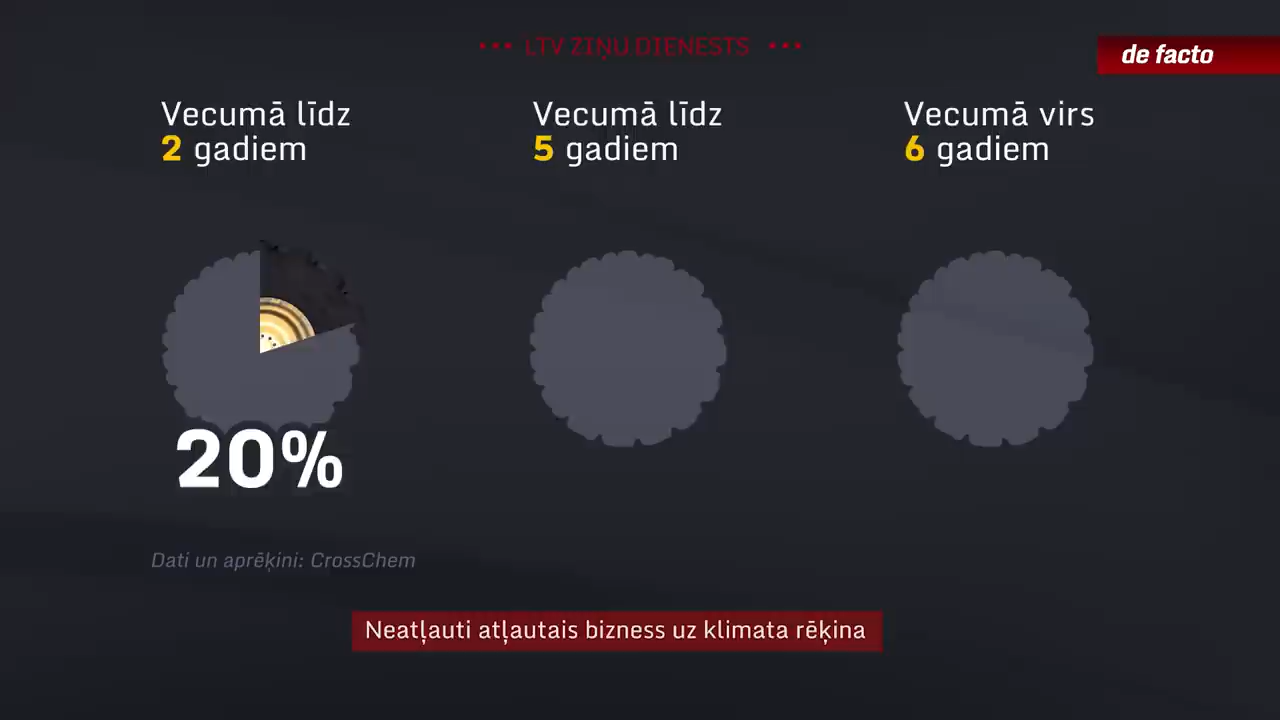 ••• LTV ZIŅU DIENESTS •••
de facto
Vecumā līdz
2 gadiem
Vecumā līdz
5 gadiem
Vecumā virs
6 gadiem
20%
Dati un aprēķini: CrossChem
Neatļauti atļautais bizness uz klimata rēķina